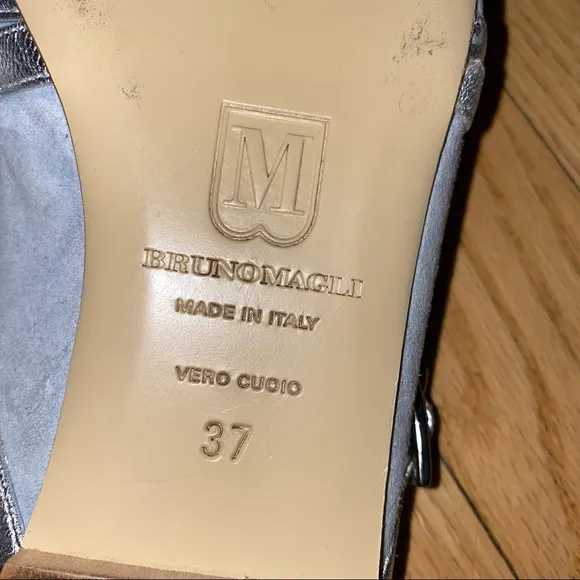 M
BRUNOMAGLI
MADE IN ITALY
VERO CUOIO
37